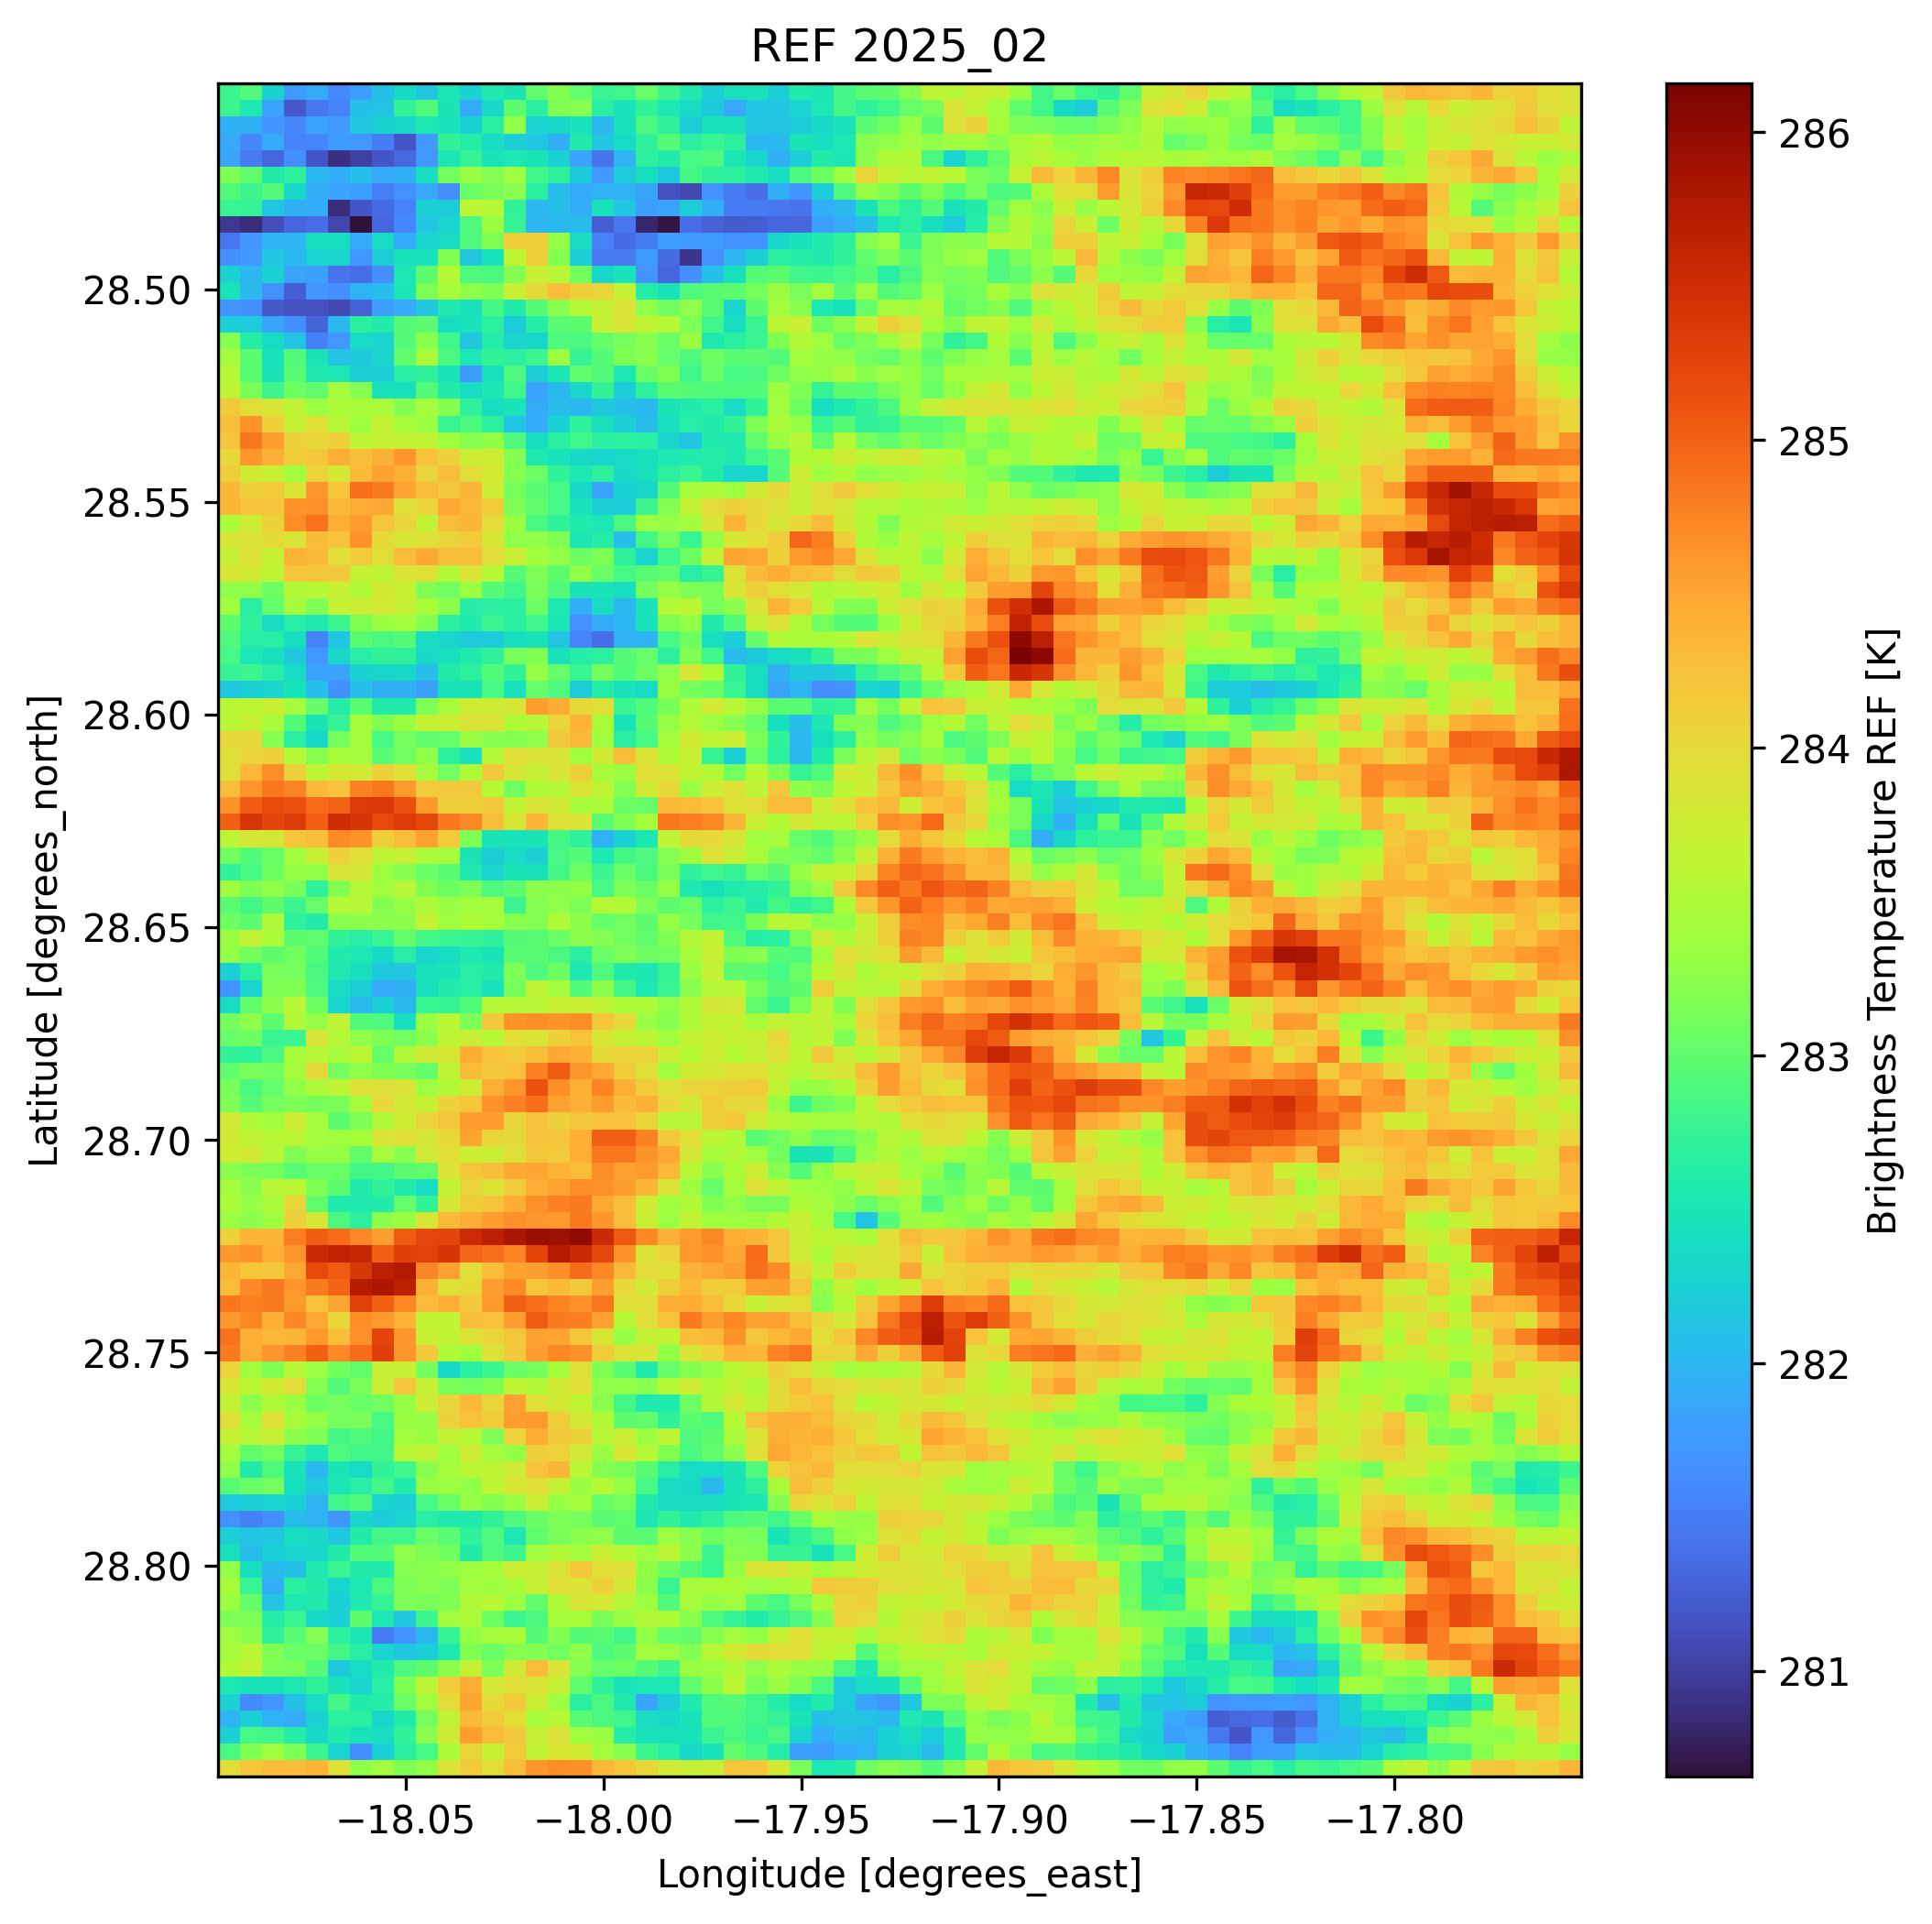 REF 2025_02
28.50
28.55
28.60
28.65
28.70
28.75
28.80
Latitude [degrees_north]
−18.05 −18.00 −17.95 −17.90 −17.85 −17.80
Longitude [degrees_east]
286
285
284
283
282
281
Brightness Temperature REF [K]